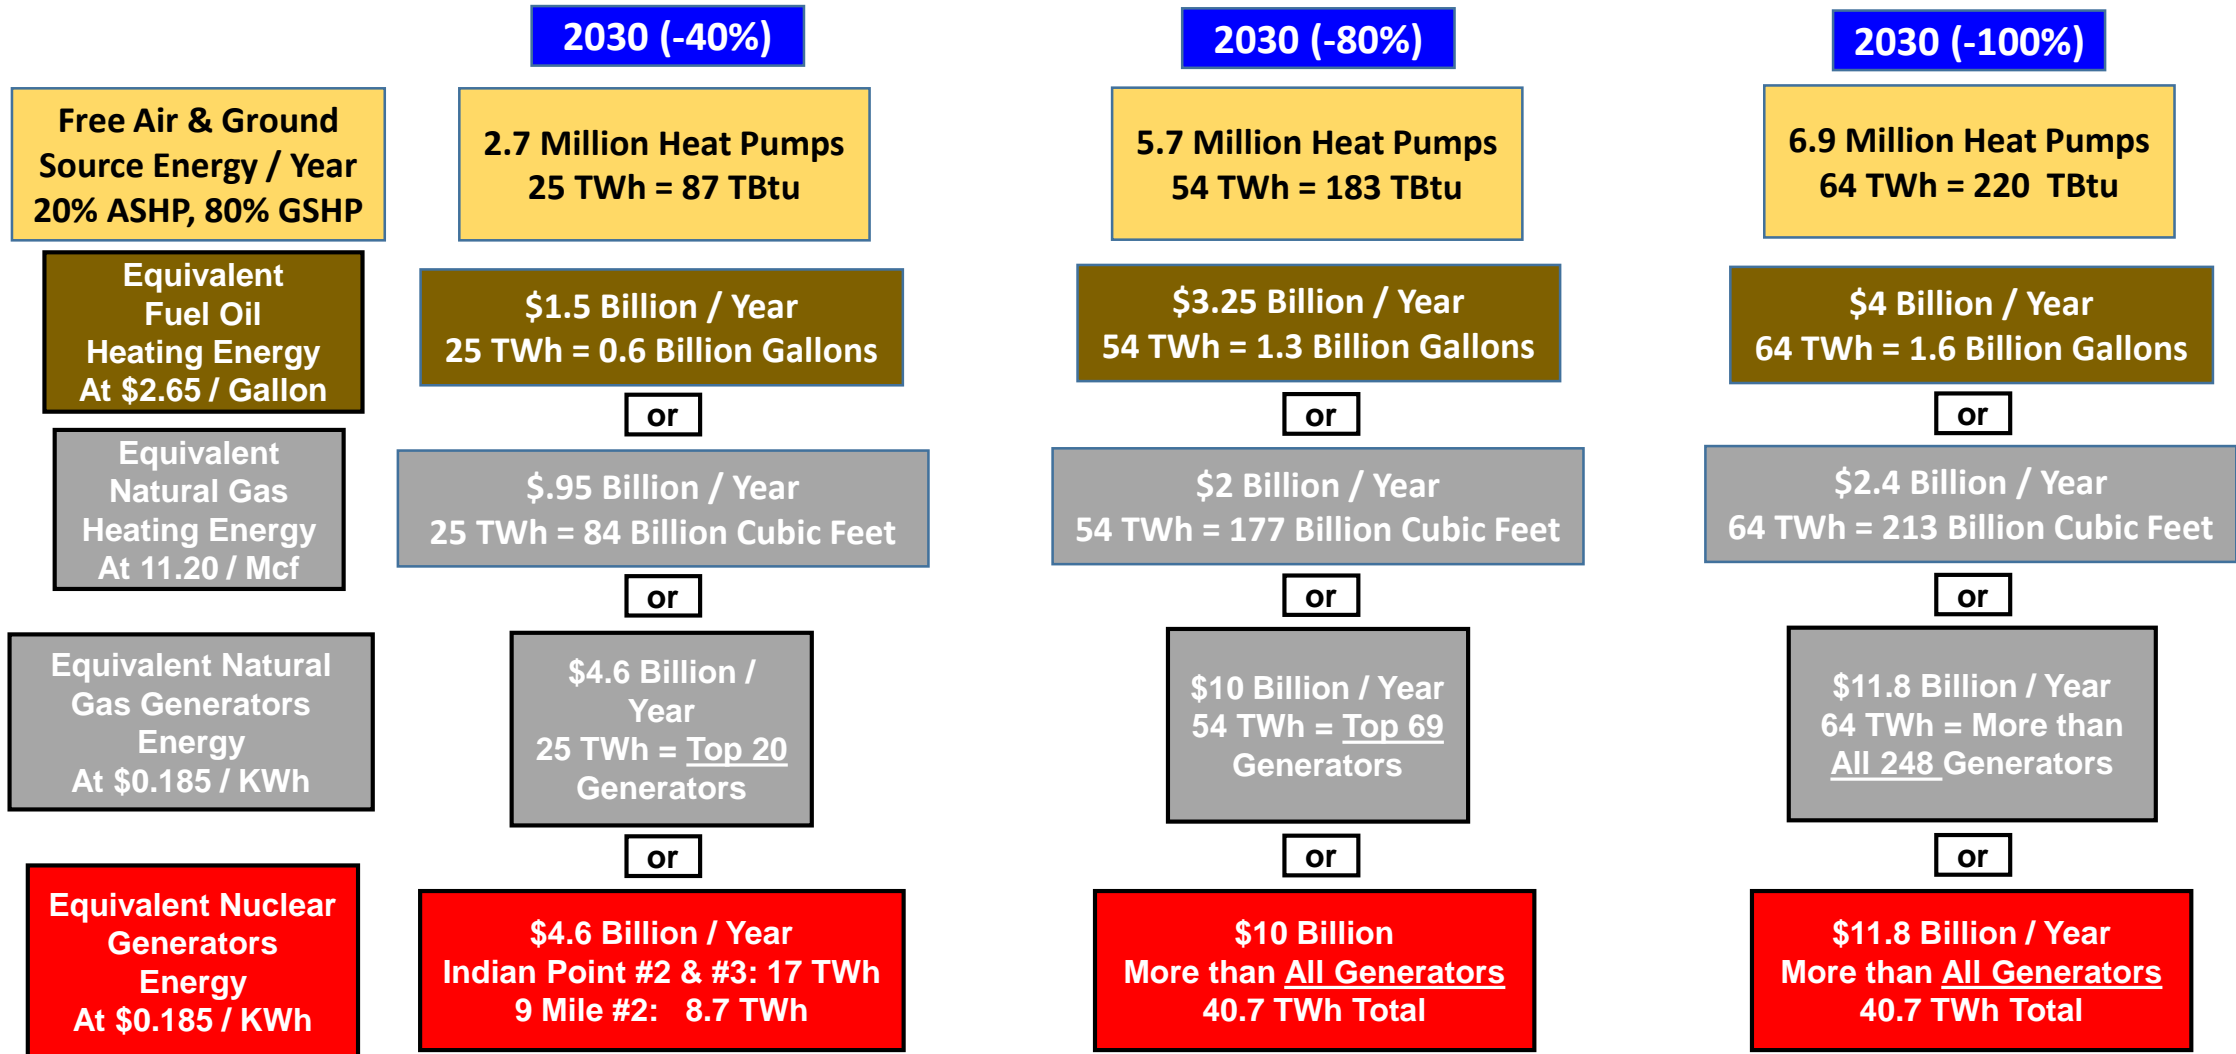 2030 (-40%)
2030 (-80%)
2030 (-100%)
Free Air & Ground
Source Energy / Year
20% ASHP, 80% GSHP
2.7 Million Heat Pumps
25 TWh = 87 TBtu
5.7 Million Heat Pumps
54 TWh = 183 TBtu
6.9 Million Heat Pumps
64 TWh = 220 TBtu
Equivalent
Fuel Oil
Heating Energy
At $2.65 / Gallon
$1.5 Billion / Year
25 TWh = 0.6 Billion Gallons
$3.25 Billion / Year
54 TWh = 1.3 Billion Gallons
$4 Billion / Year
64 TWh = 1.6 Billion Gallons
or
or
or
Equivalent
Natural Gas
Heating Energy
At 11.20 / Mcf
$.95 Billion / Year
25 TWh = 84 Billion Cubic Feet
$2 Billion / Year
54 TWh = 177 Billion Cubic Feet
$2.4 Billion / Year
64 TWh = 213 Billion Cubic Feet
or
or
or
Equivalent Natural
Gas Generators
Energy
At $0.185 / KWh
$4.6 Billion /
Year
25 TWh = Top 20
Generators
$10 Billion / Year
54 TWh = Top 69
Generators
$11.8 Billion / Year
64 TWh = More than
All 248 Generators
or
or
or
Equivalent Nuclear
Generators
Energy
At $0.185 / KWh
$4.6 Billion / Year
Indian Point #2 & #3: 17 TWh
9 Mile #2: 8.7 TWh
$10 Billion
More than All Generators
40.7 TWh Total
$11.8 Billion / Year
More than All Generators
40.7 TWh Total